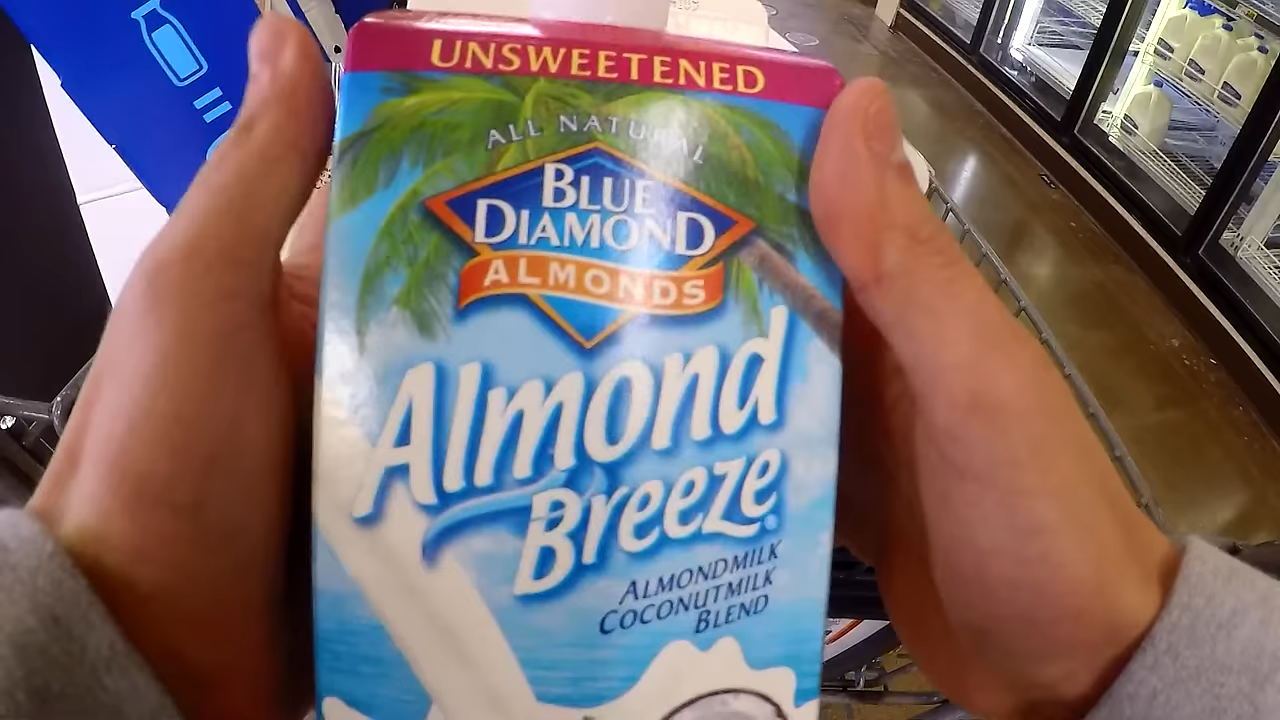 UNSWEETENED
ALL NATURAL
BLUE
DIAMOND
ALMONDS
Almond
Breeze®
ALMONDMILK
COCONUTMILK
BLEND